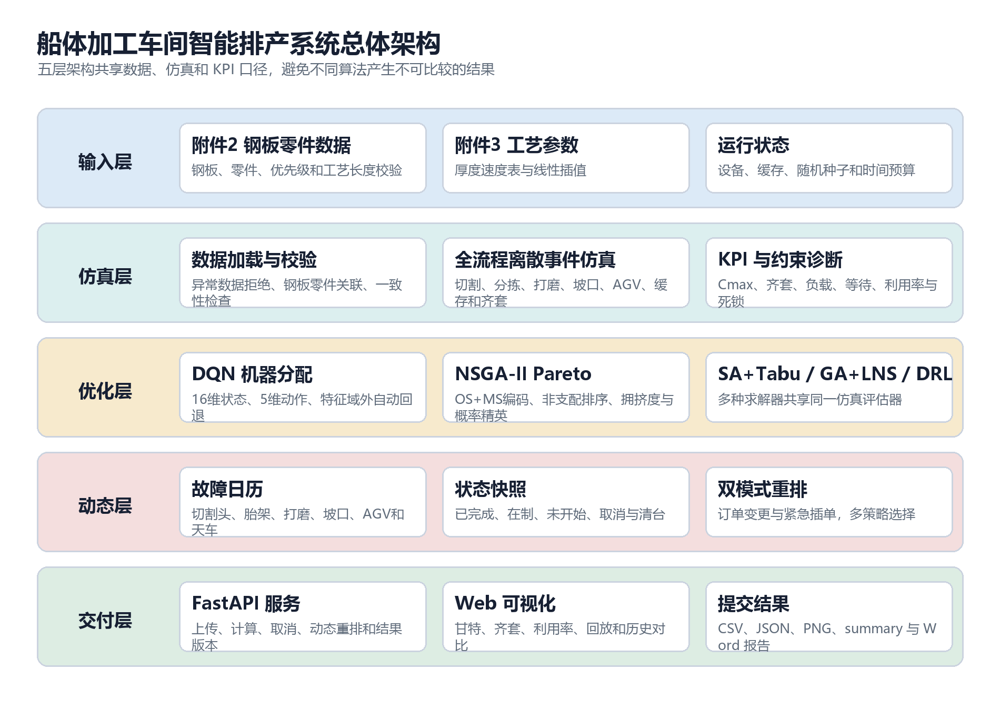 船体加工车间智能排产系统总体架构
五层架构共享数据、仿真和 KPI 口径，避免不同算法产生不可比较的结果
输入层
附件2 钢板零件数据
钢板、零件、优先级和工艺长度校验
附件3 工艺参数
厚度速度表与线性插值
运行状态
设备、缓存、随机种子和时间预算
仿真层
数据加载与校验
异常数据拒绝、钢板零件关联、一致
性检查
全流程离散事件仿真
切割、分拣、打磨、坡口、AGV、缓
存和齐套
KPI 与约束诊断
Cmax、齐套、负载、等待、利用率与
死锁
优化层
DQN 机器分配
16维状态、5维动作、特征域外自动回
退
NSGA-II Pareto
OS+MS编码、非支配排序、拥挤度与
概率精英
SA+Tabu / GA+LNS / DRL
多种求解器共享同一仿真评估器
动态层
故障日历
切割头、胎架、打磨、坡口、AGV和
天车
状态快照
已完成、在制、未开始、取消与清台
双模式重排
订单变更与紧急插单，多策略选择
交付层
FastAPI 服务
上传、计算、取消、动态重排和结果
版本
Web 可视化
甘特、齐套、利用率、回放和历史对
比
提交结果
CSV、JSON、PNG、summary 与 W
ord 报告